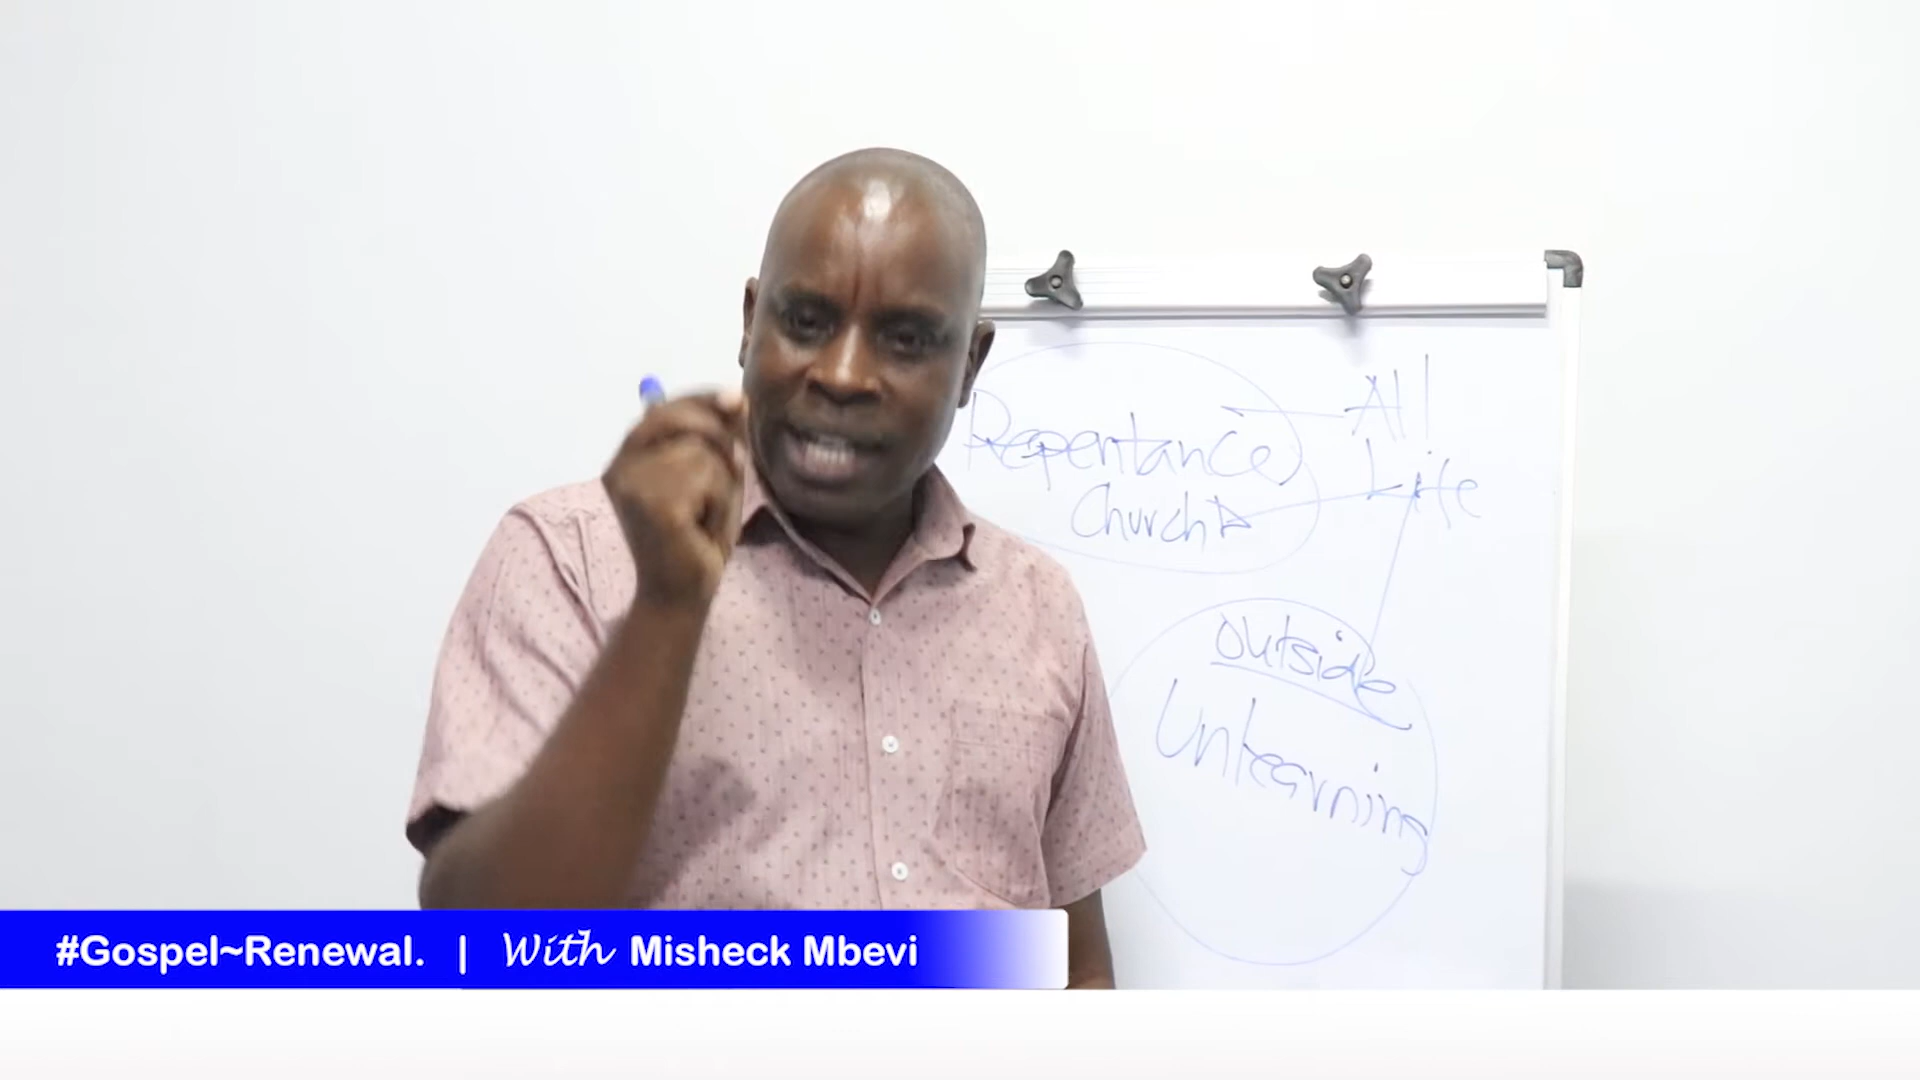 Repentance
Church
All
Life
Outside
Unlearning
#Gospel~Renewal. | With Misheck Mbevi